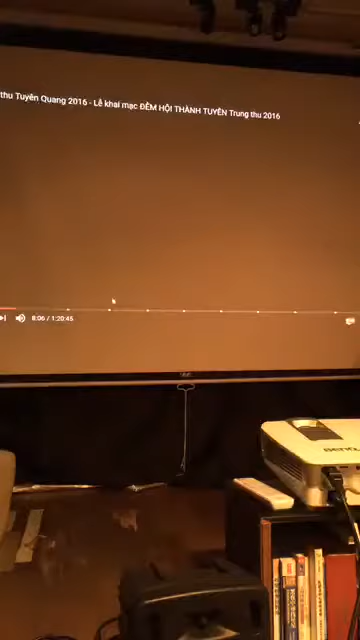 thu Tuyên Quang 2016 - Lễ khai mạc ĐÊM HỘI THÀNH TUYÊN Trung thu 2016
8:06 / 1:20:45
BenQ